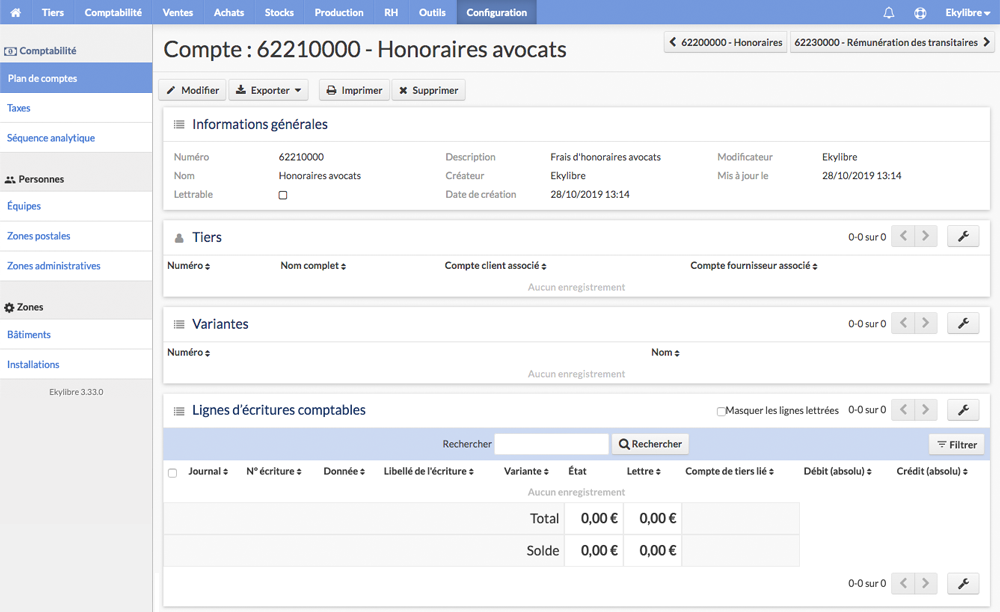 Tiers Comptabilité Ventes Achats Stocks Production RH Outils Configuration Ekylibre
Comptabilité
Plan de comptes
Taxes
Séquence analytique
Personnes
Équipes
Zones postales
Zones administratives
Zones
Bâtiments
Installations
Ekylibre 3.33.0
Compte : 62210000 - Honoraires avocats
62200000 - Honoraires 62230000 - Rémunération des transitaires
Modifier Exporter Imprimer Supprimer
Informations générales
Numéro 62210000 Description Frais d'honoraires avocats Modificateur Ekylibre
Nom Honoraires avocats Créateur Ekylibre Mis à jour le 28/10/2019 13:14
Lettrable Date de création 28/10/2019 13:14
Tiers 0-0 sur 0
Numéro Nom complet Compte client associé Compte fournisseur associé
Aucun enregistrement
Variantes 0-0 sur 0
Numéro Nom
Aucun enregistrement
Lignes d'écritures comptables Masquer les lignes lettrées 0-0 sur 0
Rechercher Rechercher Filtrer
Journal N° écriture Donnée Libellé de l'écriture Variante État Lettre Compte de tiers lié Débit (absolu) Crédit (absolu)
Aucun enregistrement
Total 0,00 € 0,00 €
Solde 0,00 € 0,00 €
0-0 sur 0